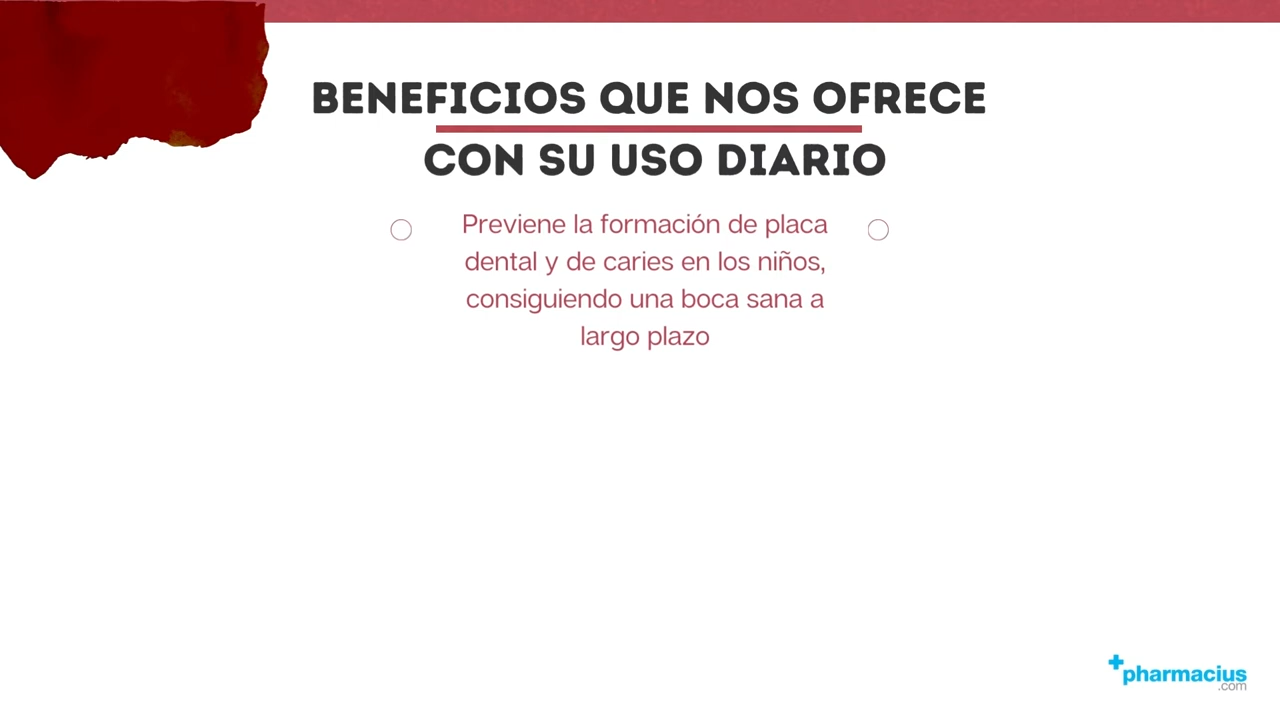 BENEFICIOS QUE NOS OFRECE
CON SU USO DIARIO
Previene la formación de placa
dental y de caries en los niños,
consiguiendo una boca sana a
largo plazo
pharmacius
.com